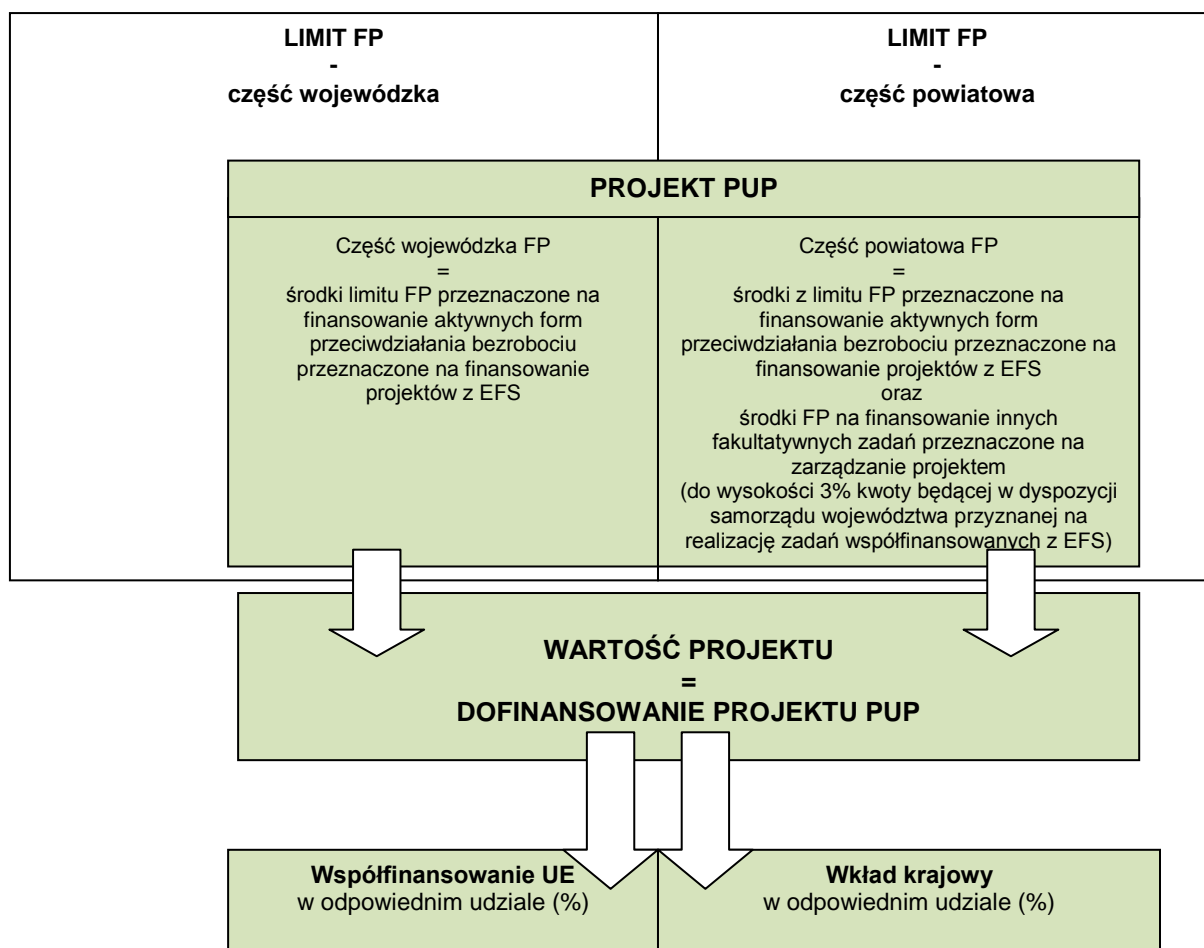 LIMIT FP
-
część wojewódzka
LIMIT FP
-
część powiatowa
PROJEKT PUP
Część wojewódzka FP
=
środki limitu FP przeznaczone na
finansowanie aktywnych form
przeciwdziałania bezrobociu
przeznaczone na finansowanie
projektów z EFS
Część powiatowa FP
=
środki z limitu FP przeznaczone na
finansowanie aktywnych form
przeciwdziałania bezrobociu przeznaczone na
finansowanie projektów z EFS
oraz
środki FP na finansowanie innych
fakultatywnych zadań przeznaczone na
zarządzanie projektem
(do wysokości 3% kwoty będącej w dyspozycji
samorządu województwa przyznanej na
realizację zadań współfinansowanych z EFS)
WARTOŚĆ PROJEKTU
=
DOFINANSOWANIE PROJEKTU PUP
Współfinansowanie UE
w odpowiednim udziale (%)
Wkład krajowy
w odpowiednim udziale (%)